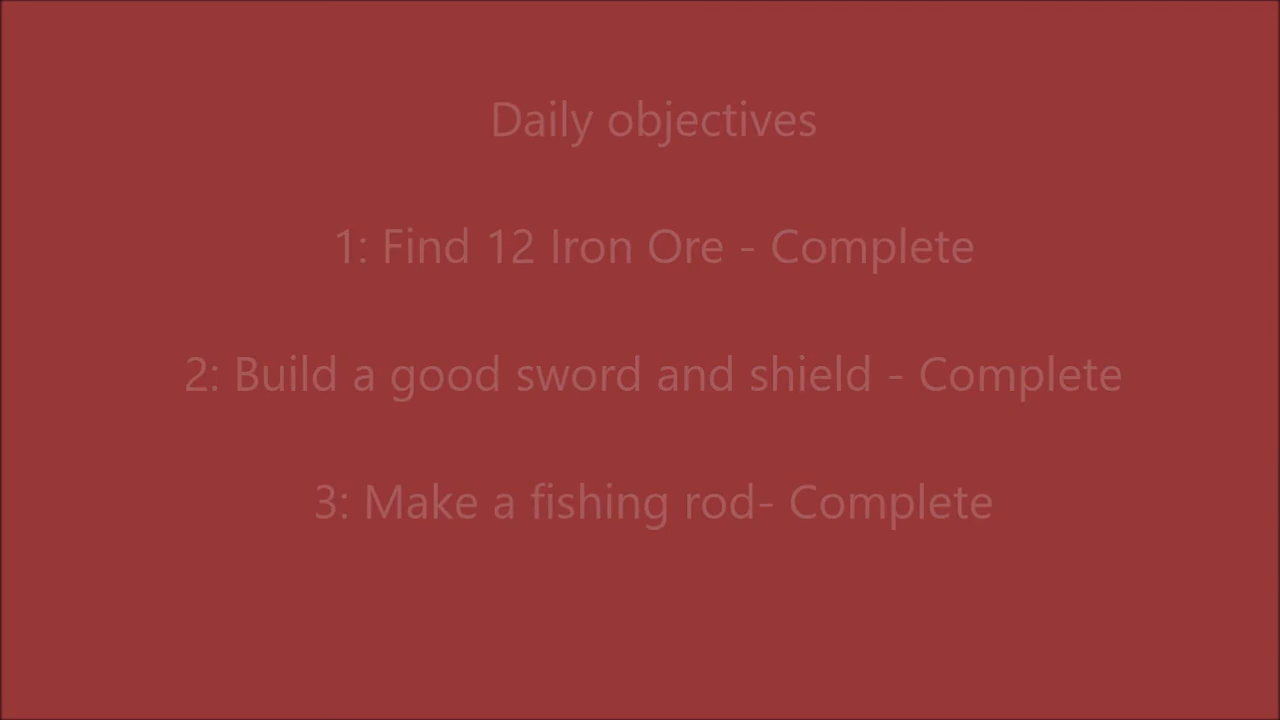 Daily objectives
1: Find 12 Iron Ore - Complete
2: Build a good sword and shield - Complete
3: Make a fishing rod- Complete